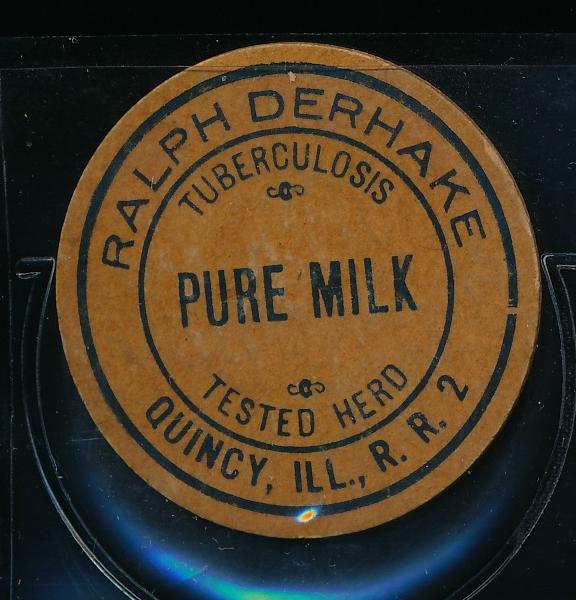 RALPH DERHAKE
TUBERCULOSIS
PURE MILK
TESTED HERD
QUINCY, ILL., R. R. 2